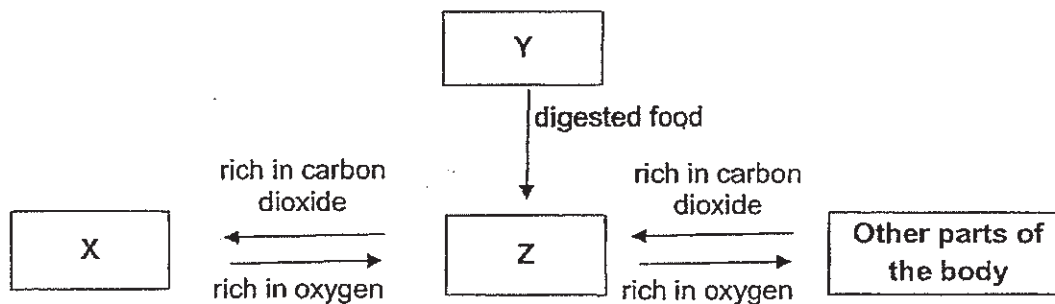 Y
digested food
rich in carbon
dioxide
rich in carbon
dioxide
X
Z
Other parts of
the body
rich in oxygen
rich in oxygen